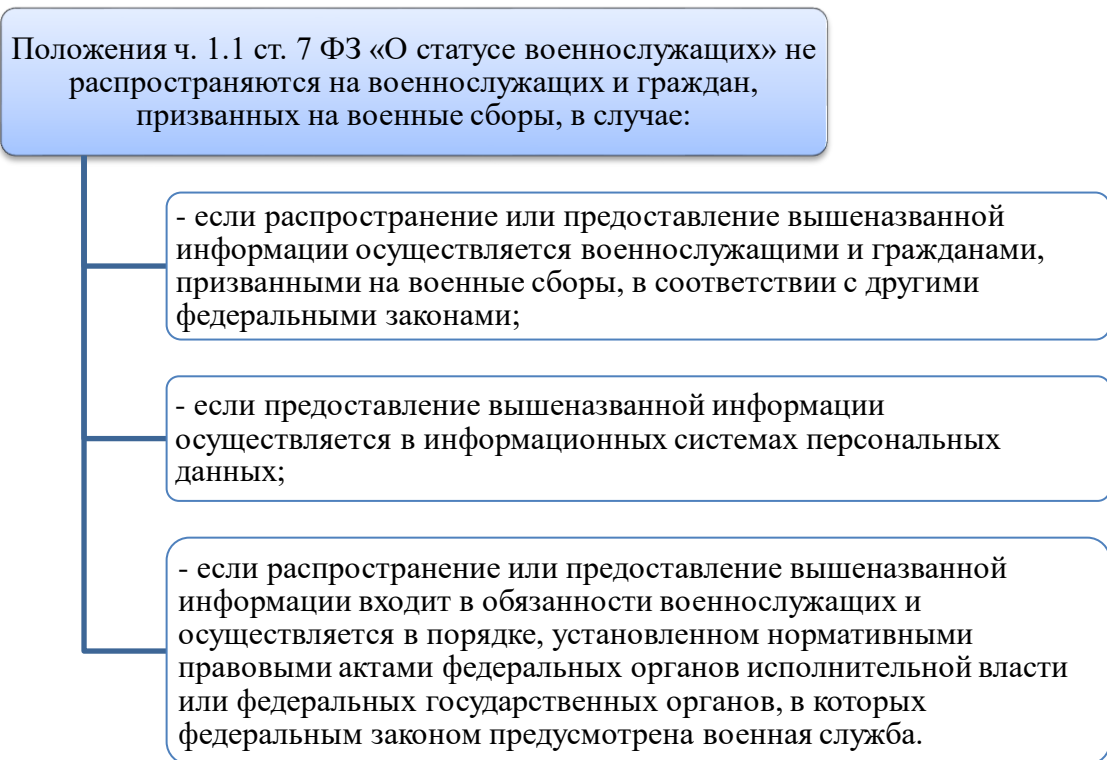 Положения ч. 1.1 ст. 7 ФЗ «О статусе военнослужащих» не
распространяются на военнослужащих и граждан,
призванных на военные сборы, в случае:
- если распространение или предоставление вышеназванной
информации осуществляется военнослужащими и гражданами,
призванными на военные сборы, в соответствии с другими
федеральными законами;
- если предоставление вышеназванной информации
осуществляется в информационных системах персональных
данных;
- если распространение или предоставление вышеназванной
информации входит в обязанности военнослужащих и
осуществляется в порядке, установленном нормативными
правовыми актами федеральных органов исполнительной власти
или федеральных государственных органов, в которых
федеральным законом предусмотрена военная служба.